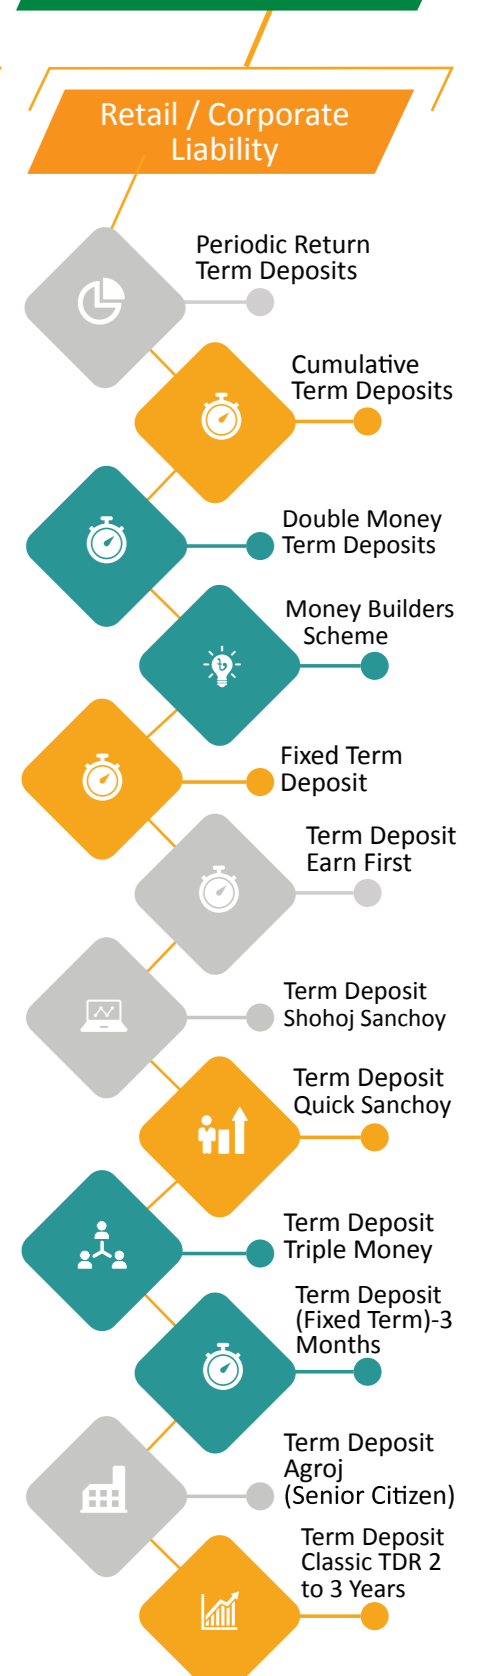 Retail / Corporate
Liability
Periodic Return
Term Deposits
Cumulative
Term Deposits
Double Money
Term Deposits
Money Builders
Scheme
৳
Fixed Term
Deposit
Term Deposit
Earn First
Term Deposit
Shohoj Sanchoy
Term Deposit
Quick Sanchoy
Term Deposit
Triple Money
Term Deposit
(Fixed Term)-3
Months
Term Deposit
Agroj
(Senior Citizen)
Term Deposit
Classic TDR 2
to 3 Years